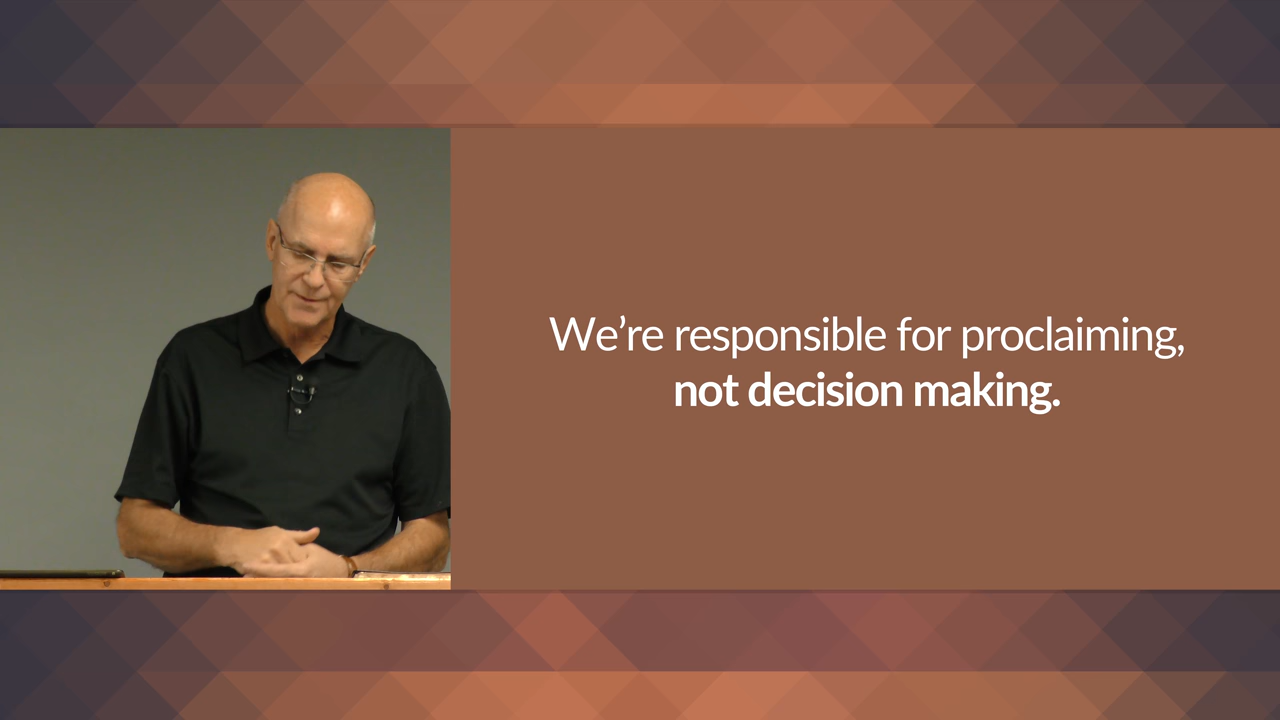 We’re responsible for proclaiming,
not decision making.